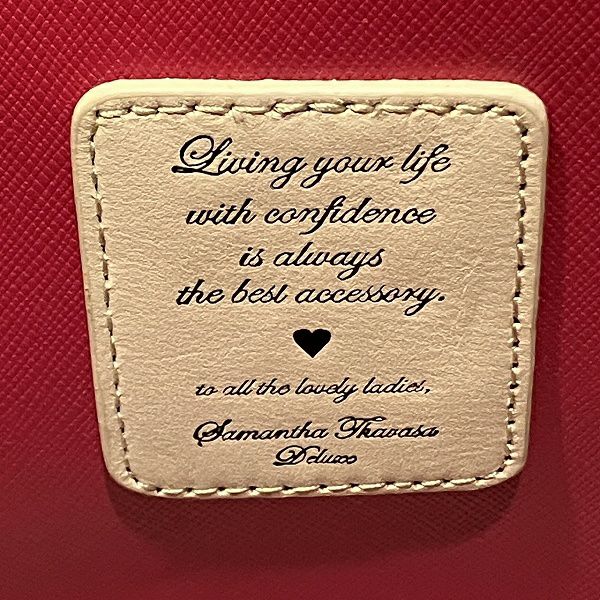 Living your life
with confidence
is always
the best accessory.
to all the lovely ladies,
Samantha Thavasa
Deluxe